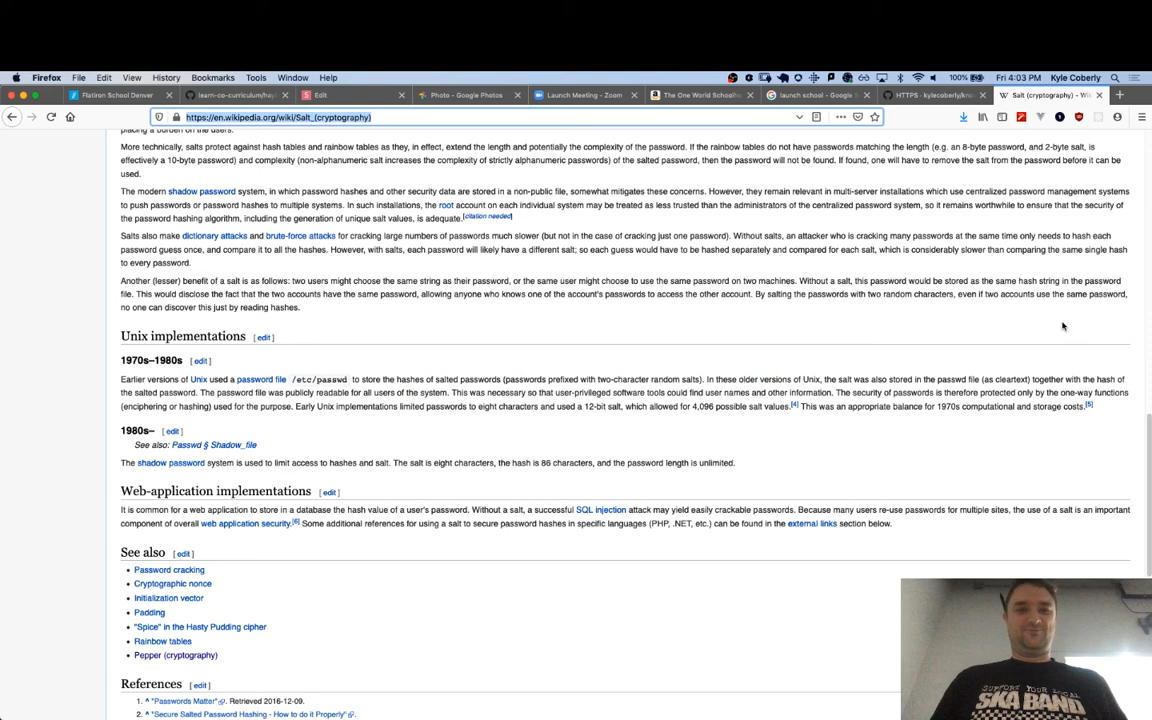 Firefox File Edit View History Bookmarks Tools Window Help 100% Fri 4:03 PM Kyle Coberly
Flatiron School Denver learn-co-curriculum/hay Edit Photo - Google Photos Launch Meeting - Zoom The One World Schoolho launch school - Google S HTTPS · kylecoberly/kno Salt (cryptography) – Wik
https://en.wikipedia.org/wiki/Salt_(cryptography)
placing a burden on the users.
More technically, salts protect against hash tables and rainbow tables as they, in effect, extend the length and potentially the complexity of the password. If the rainbow tables do not have passwords matching the length (e.g. an 8-byte password, and 2-byte salt, is
effectively a 10-byte password) and complexity (non-alphanumeric salt increases the complexity of strictly alphanumeric passwords) of the salted password, then the password will not be found. If found, one will have to remove the salt from the password before it can be
used.
The modern shadow password system, in which password hashes and other security data are stored in a non-public file, somewhat mitigates these concerns. However, they remain relevant in multi-server installations which use centralized password management systems
to push passwords or password hashes to multiple systems. In such installations, the root account on each individual system may be treated as less trusted than the administrators of the centralized password system, so it remains worthwhile to ensure that the security of
the password hashing algorithm, including the generation of unique salt values, is adequate.[citation needed]
Salts also make dictionary attacks and brute-force attacks for cracking large numbers of passwords much slower (but not in the case of cracking just one password). Without salts, an attacker who is cracking many passwords at the same time only needs to hash each
password guess once, and compare it to all the hashes. However, with salts, each password will likely have a different salt; so each guess would have to be hashed separately and compared for each salt, which is considerably slower than comparing the same single hash
to every password.
Another (lesser) benefit of a salt is as follows: two users might choose the same string as their password, or the same user might choose to use the same password on two machines. Without a salt, this password would be stored as the same hash string in the password
file. This would disclose the fact that the two accounts have the same password, allowing anyone who knows one of the account's passwords to access the other account. By salting the passwords with two random characters, even if two accounts use the same password,
no one can discover this just by reading hashes.
Unix implementations [ edit ]
1970s–1980s [ edit ]
Earlier versions of Unix used a password file /etc/passwd to store the hashes of salted passwords (passwords prefixed with two-character random salts). In these older versions of Unix, the salt was also stored in the passwd file (as cleartext) together with the hash of
the salted password. The password file was publicly readable for all users of the system. This was necessary so that user-privileged software tools could find user names and other information. The security of passwords is therefore protected only by the one-way functions
(enciphering or hashing) used for the purpose. Early Unix implementations limited passwords to eight characters and used a 12-bit salt, which allowed for 4,096 possible salt values.[4] This was an appropriate balance for 1970s computational and storage costs.[5]
1980s– [ edit ]
See also: Passwd § Shadow_file
The shadow password system is used to limit access to hashes and salt. The salt is eight characters, the hash is 86 characters, and the password length is unlimited.
Web-application implementations [ edit ]
It is common for a web application to store in a database the hash value of a user's password. Without a salt, a successful SQL injection attack may yield easily crackable passwords. Because many users re-use passwords for multiple sites, the use of a salt is an important
component of overall web application security.[6] Some additional references for using a salt to secure password hashes in specific languages (PHP, .NET, etc.) can be found in the external links section below.
See also [ edit ]
• Password cracking
• Cryptographic nonce
• Initialization vector
• Padding
• "Spice" in the Hasty Pudding cipher
• Rainbow tables
• Pepper (cryptography)
References [ edit ]
1. ^ "Passwords Matter". Retrieved 2016-12-09.
2. ^ "Secure Salted Password Hashing - How to do it Properly".
SUPPORT YOUR LOCAL
SKA BAND